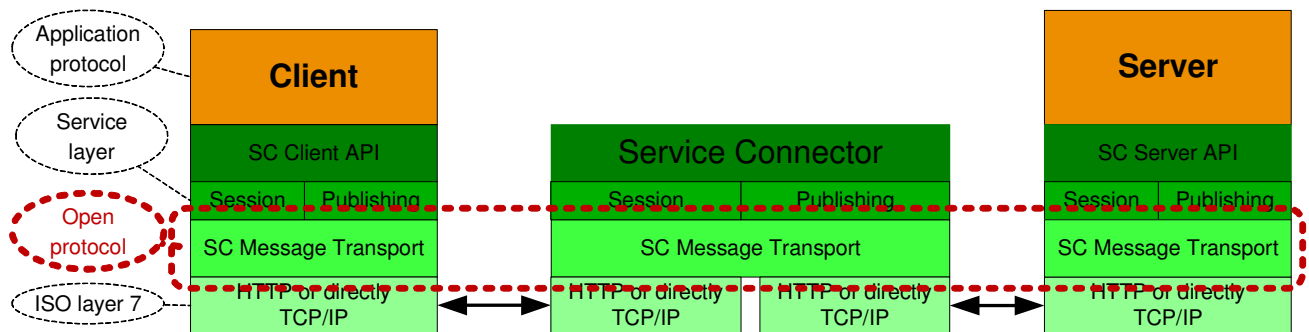 Application
protocol
Client
Server
Service
layer
SC Client API
Service Connector
SC Server API
Session
Publishing
Session
Publishing
Session
Publishing
Open
protocol
SC Message Transport
SC Message Transport
SC Message Transport
ISO layer 7
HTTP or directly
TCP/IP
HTTP or directly
TCP/IP
HTTP or directly
TCP/IP
HTTP or directly
TCP/IP